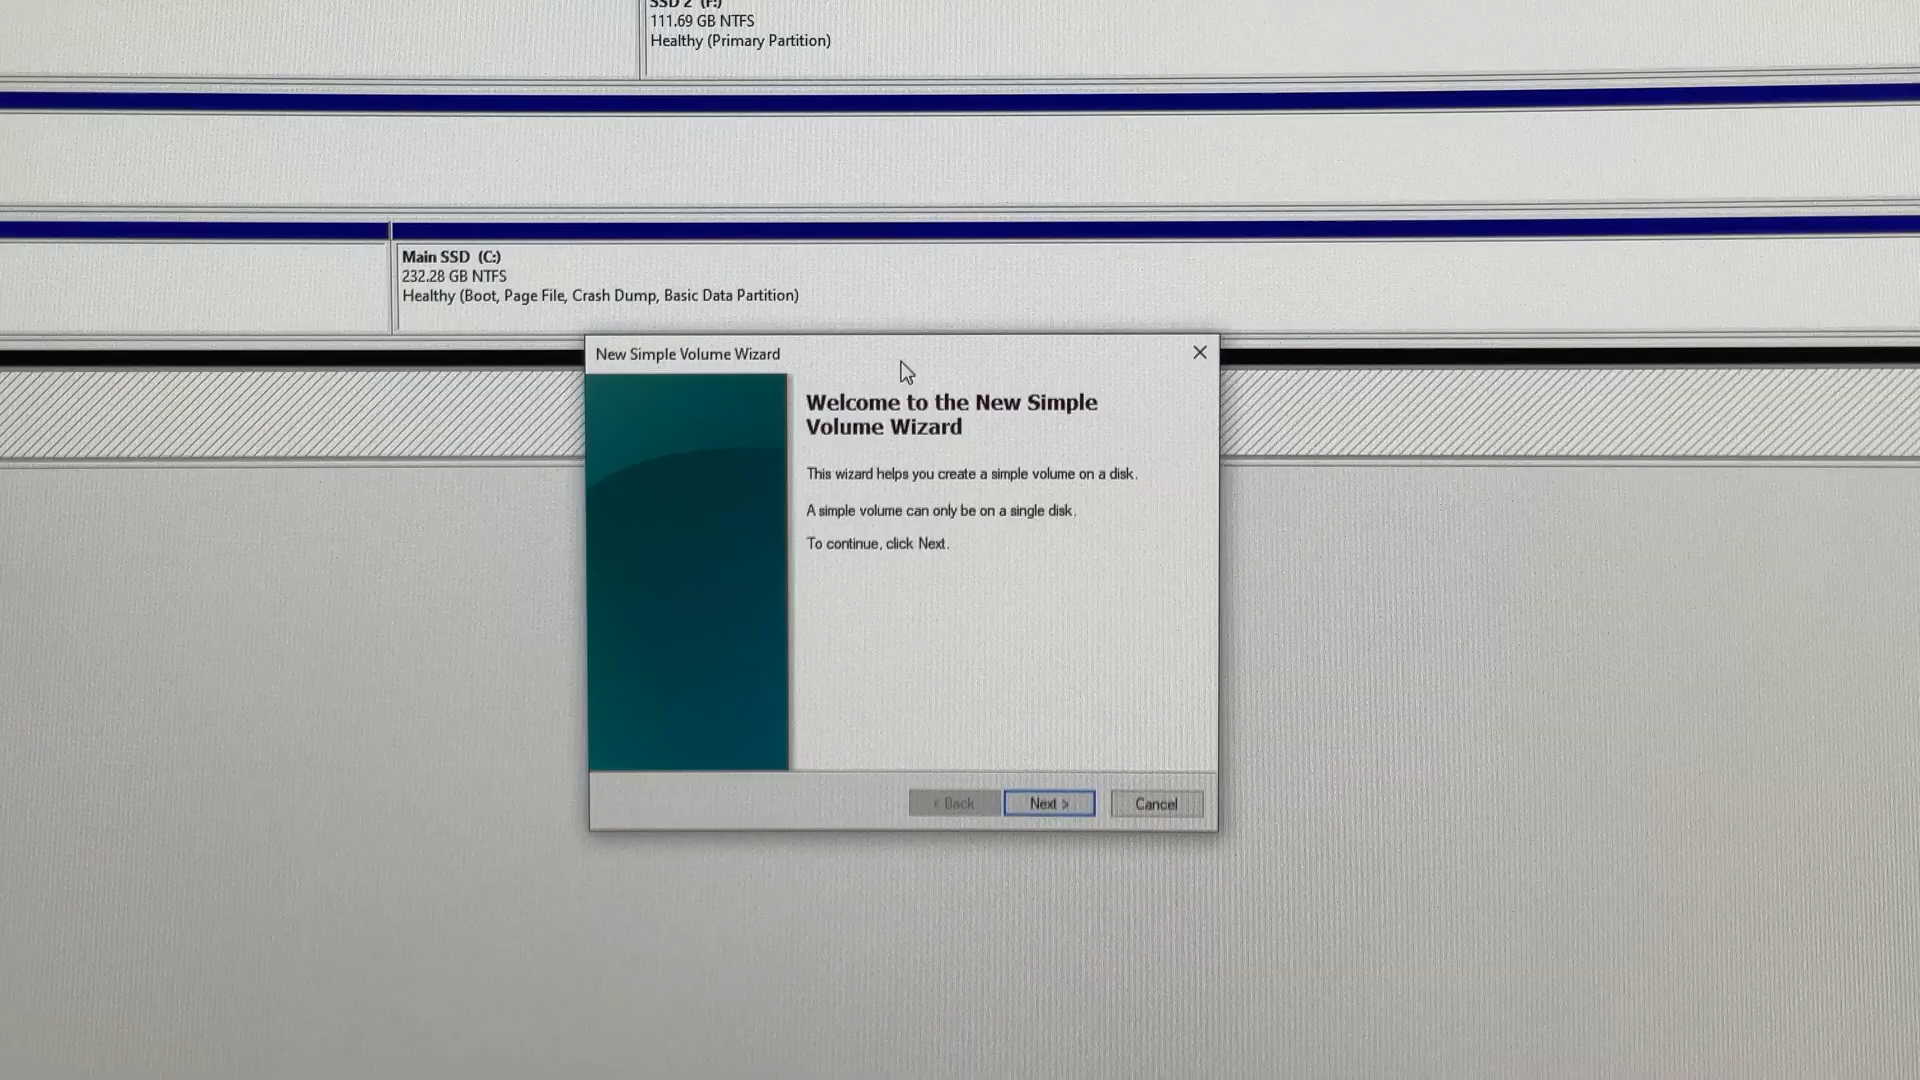 SSD 2 (F:)
111.69 GB NTFS
Healthy (Primary Partition)
Main SSD (C:)
232.28 GB NTFS
Healthy (Boot, Page File, Crash Dump, Basic Data Partition)
New Simple Volume Wizard
Welcome to the New Simple
Volume Wizard
This wizard helps you create a simple volume on a disk.
A simple volume can only be on a single disk.
To continue, click Next.
< Back
Next >
Cancel